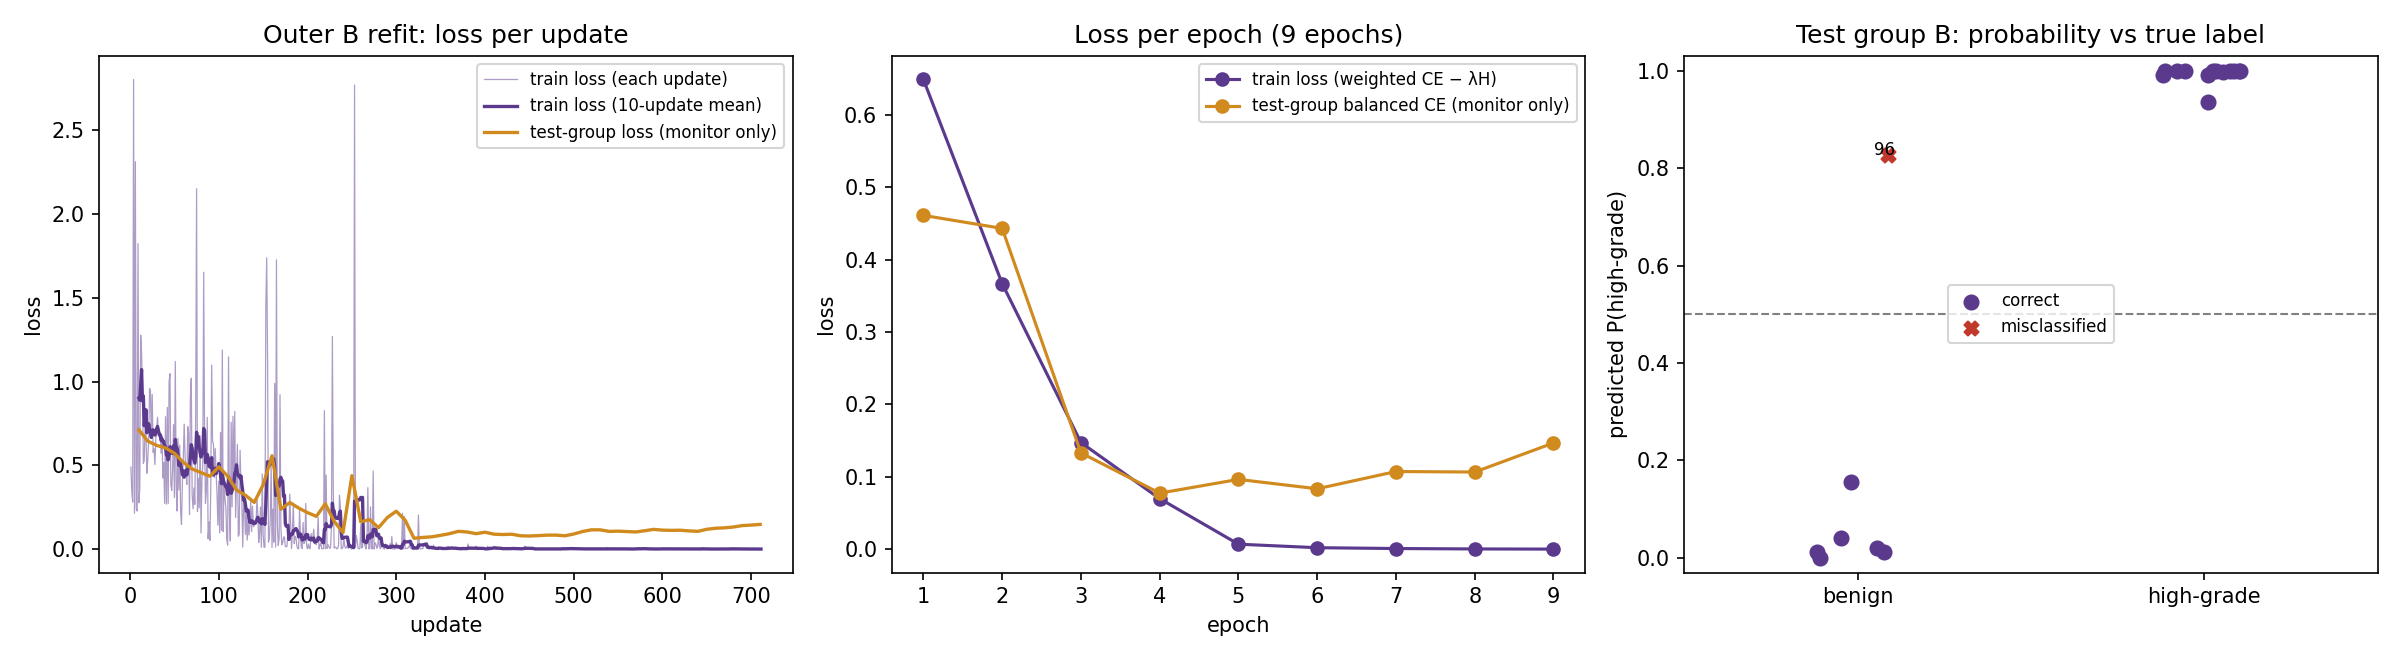 Outer B refit: loss per update
train loss (each update)
train loss (10-update mean)
test-group loss (monitor only)
loss
2.5
2.0
1.5
1.0
0.5
0.0
0 100 200 300 400 500 600 700
update
Loss per epoch (9 epochs)
train loss (weighted CE − λH)
test-group balanced CE (monitor only)
loss
0.6
0.5
0.4
0.3
0.2
0.1
0.0
1 2 3 4 5 6 7 8 9
epoch
Test group B: probability vs true label
predicted P(high-grade)
1.0
0.8
0.6
0.4
0.2
0.0
96
correct
misclassified
benign high-grade